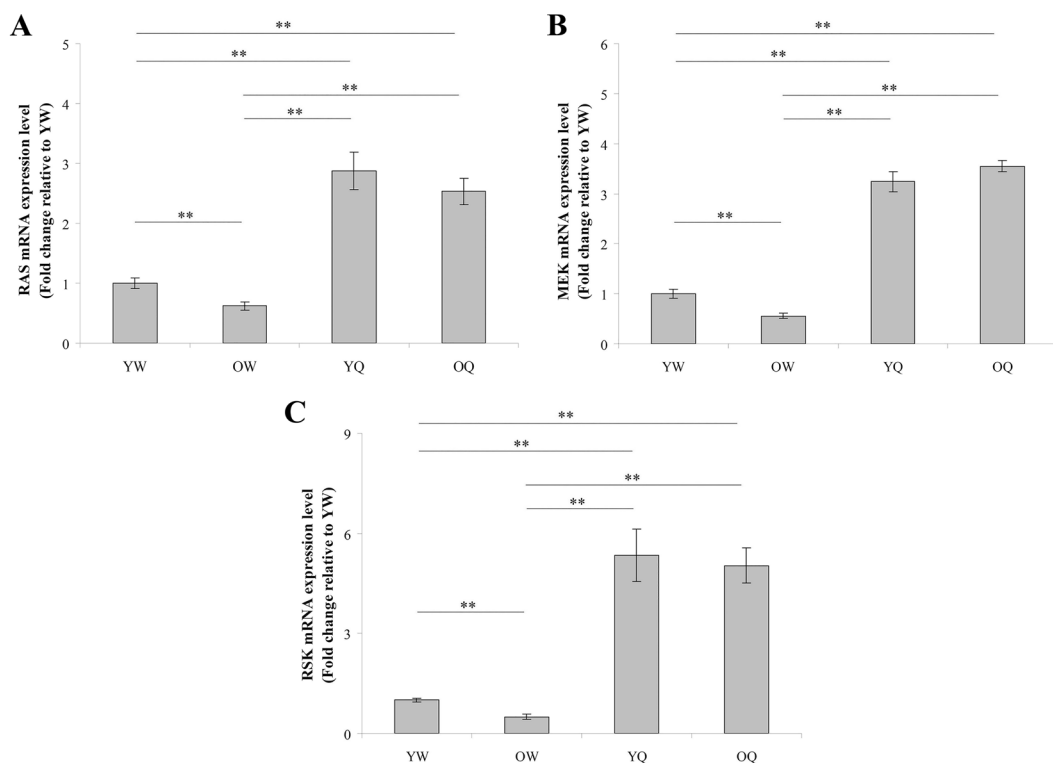 A
RAS mRNA expression level
(Fold change relative to YW)
5
4
3
2
1
0
**
**
**
**
**
YW OW YQ OQ
B
MEK mRNA expression level
(Fold change relative to YW)
6
5
4
3
2
1
0
**
**
**
**
**
YW OW YQ OQ
C
RSK mRNA expression level
(Fold change relative to YW)
9
6
3
0
**
**
**
**
**
YW OW YQ OQ